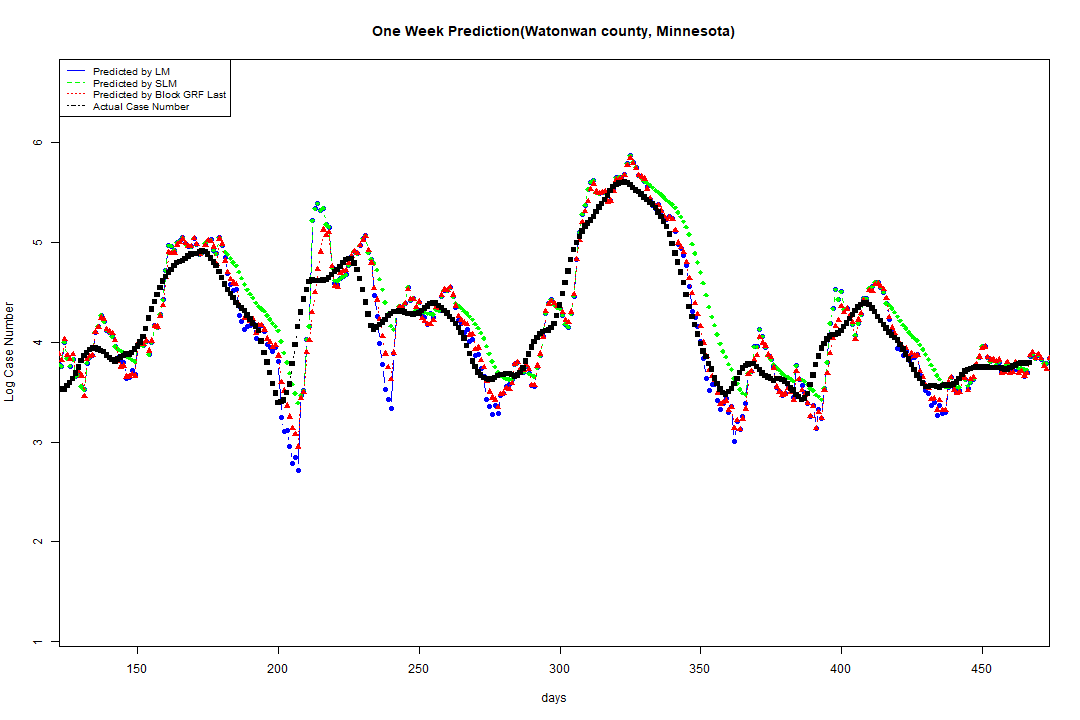 One Week Prediction(Watonwan county, Minnesota)
Predicted by LM
Predicted by SLM
Predicted by Block GRF Last
Actual Case Number
6
5
4
3
2
1
Log Case Number
150 200 250 300 350 400 450
days